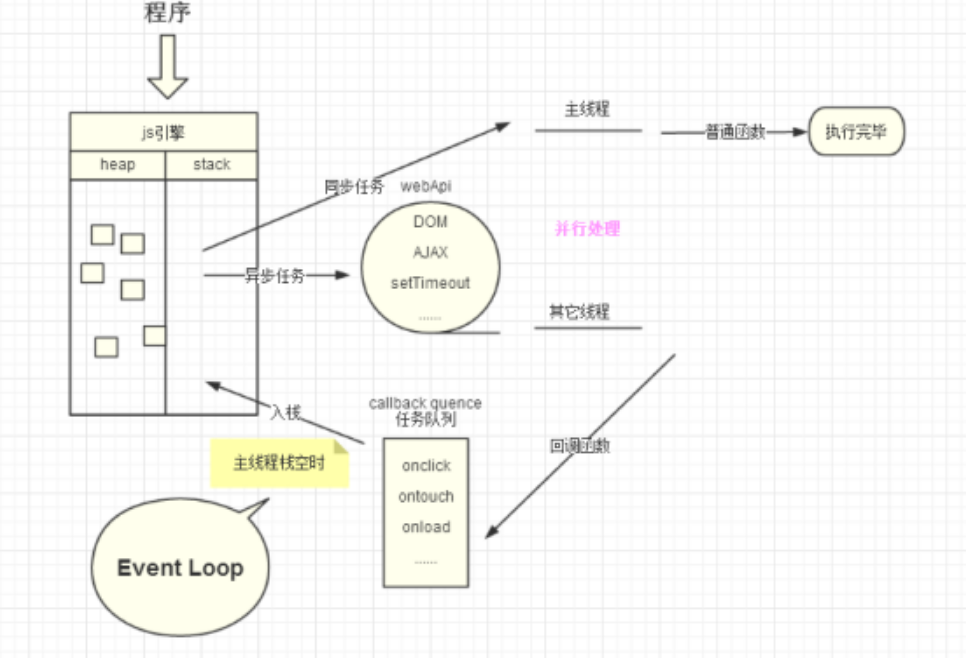 程序
js引擎
heap
stack
主线程
普通函数
执行完毕
同步任务
webApi
DOM
AJAX
setTimeout
......
并行处理
异步任务
其它线程
入栈
callback quence
任务队列
回调函数
主线程栈空时
onclick
ontouch
onload
......
Event Loop